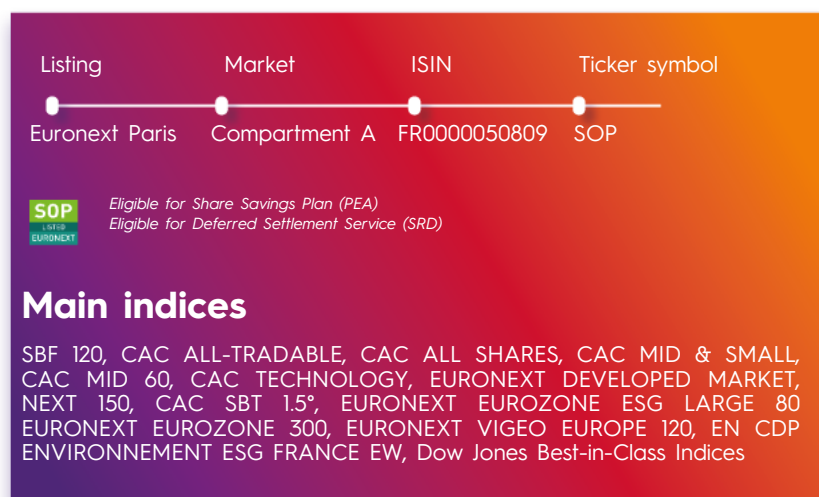 Listing Market ISIN Ticker symbol
Euronext Paris Compartment A FR0000050809 SOP
SOP
LISTED
EURONEXT
Eligible for Share Savings Plan (PEA)
Eligible for Deferred Settlement Service (SRD)
Main indices
SBF 120, CAC ALL-TRADABLE, CAC ALL SHARES, CAC MID & SMALL,
CAC MID 60, CAC TECHNOLOGY, EURONEXT DEVELOPED MARKET,
NEXT 150, CAC SBT 1.5°, EURONEXT EUROZONE ESG LARGE 80
EURONEXT EUROZONE 300, EURONEXT VIGEO EUROPE 120, EN CDP
ENVIRONNEMENT ESG FRANCE EW, Dow Jones Best-in-Class Indices